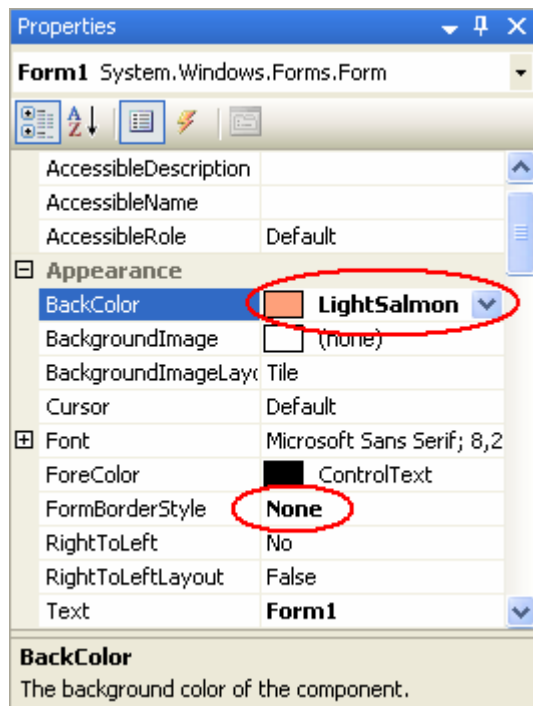 Properties
Form1 System.Windows.Forms.Form
AccessibleDescription
AccessibleName
AccessibleRole Default
Appearance
BackColor LightSalmon
BackgroundImage (none)
BackgroundImageLay Tile
Cursor Default
Font Microsoft Sans Serif; 8,2
ForeColor ControlText
FormBorderStyle None
RightToLeft No
RightToLeftLayout False
Text Form1
BackColor
The background color of the component.